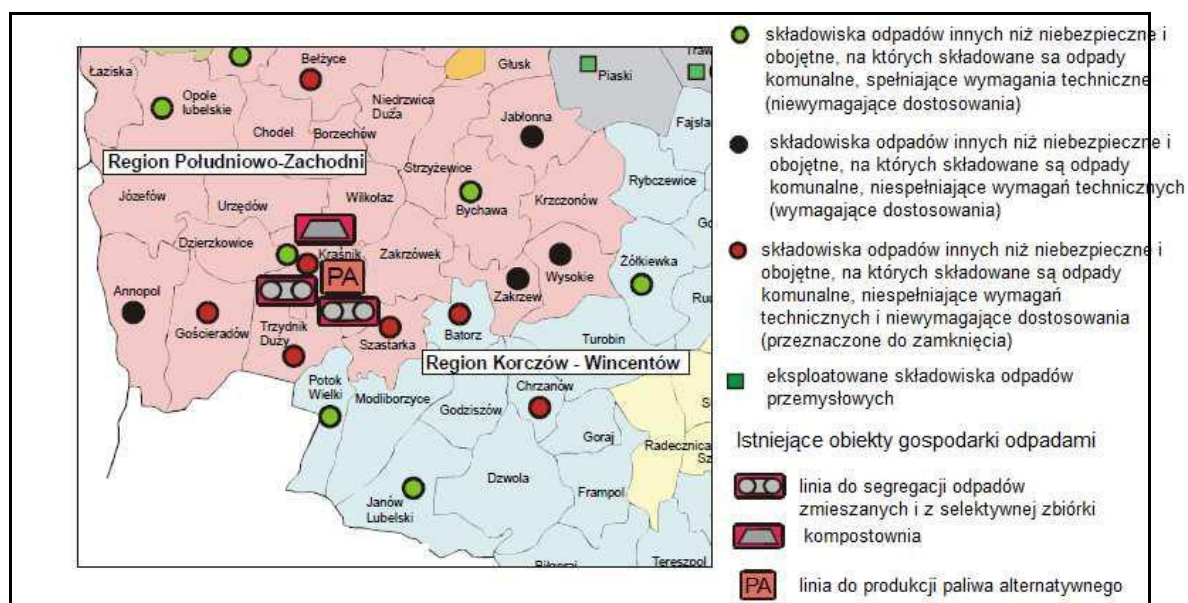 Łaziska
Bełżyce
Głusk
Piaski
Opole
lubelskie
Niedrzwica
Duża
Jabłonna
Chodel
Borzechów
Fajsła
Region Południowo-Zachodni
Strzyżewice
Rybczewice
Józefów
Wilkołaz
Urzędów
Bychawa
Krzczonów
Dzierzkowice
Kraśnik
Zakrzówek
Wysokie
Żółkiewka
PA
Annopol
Zakrzew
Gościeradów
Trzydnik
Duży
Szastarka
Batorz
Turobin
Region Korczów - Wincentów
Potok
Wielki
Modliborzyce
Chrzanów
Godziszów
Goraj
Radecznica
Dzwola
Frampol
Janów
Lubelski
Biłgoraj
Tereszpol
składowiska odpadów innych niż niebezpieczne i
obojętne, na których składowane sa odpady
komunalne, spełniające wymagania techniczne
(niewymagające dostosowania)
składowiska odpadów innych niż niebezpieczne i
obojętne, na których składowane są odpady
komunalne, niespełniające wymagań technicznych
(wymagające dostosowania)
składowiska odpadów innych niż niebezpieczne i
obojętne, na których składowane są odpady
komunalne, niespełniające wymagań
technicznych i niewymagające dostosowania
(przeznaczone do zamknięcia)
eksploatowane składowiska odpadów
przemysłowych
Istniejące obiekty gospodarki odpadami
linia do segregacji odpadów
zmieszanych i z selektywnej zbiórki
kompostownia
PA linia do produkcji paliwa alternatywnego